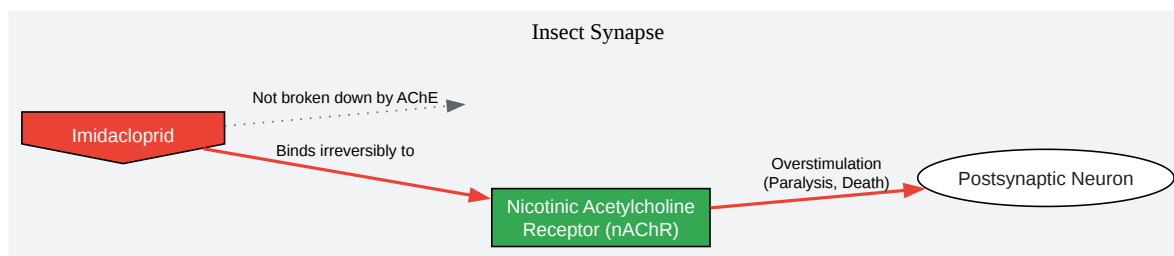 Insect Synapse
Not broken down by AChE
Imidacloprid
Binds irreversibly to
Overstimulation
(Paralysis, Death)
Postsynaptic Neuron
Nicotinic Acetylcholine
Receptor (nAChR)